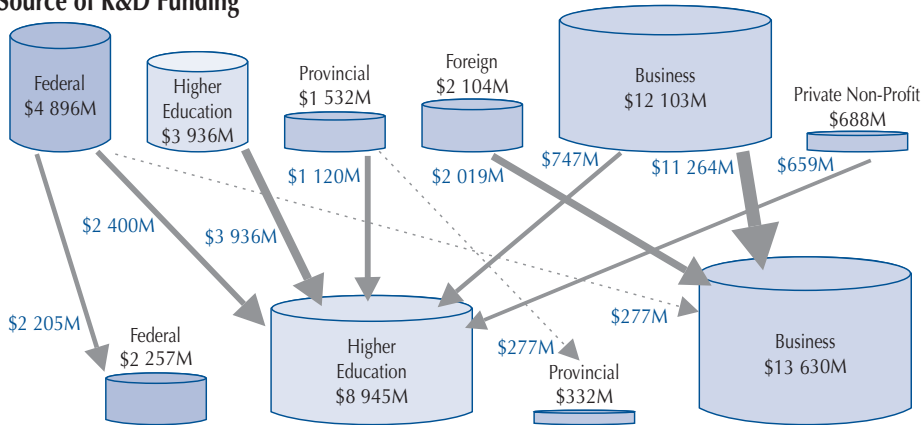 Source of R&D Funding
Federal
$4 896M
Higher
Education
$3 936M
Provincial
$1 532M
Foreign
$2 104M
Business
$12 103M
Private Non-Profit
$688M
$2 205M
$2 400M
$3 936M
$1 120M
$2 019M
$747M
$11 264M
$659M
$277M
$277M
Federal
$2 257M
Higher
Education
$8 945M
Provincial
$332M
Business
$13 630M